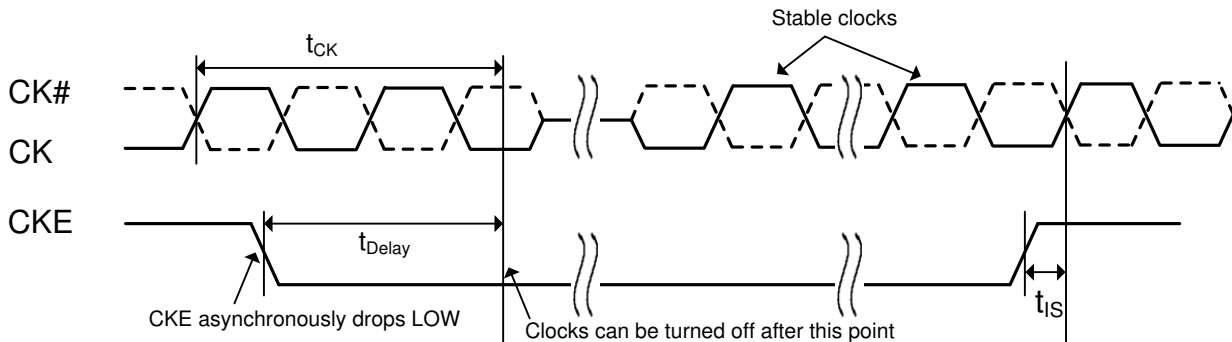 Stable clocks
tCK
CK#
CK
CKE
tDelay
tIS
CKE asynchronously drops LOW
Clocks can be turned off after this point